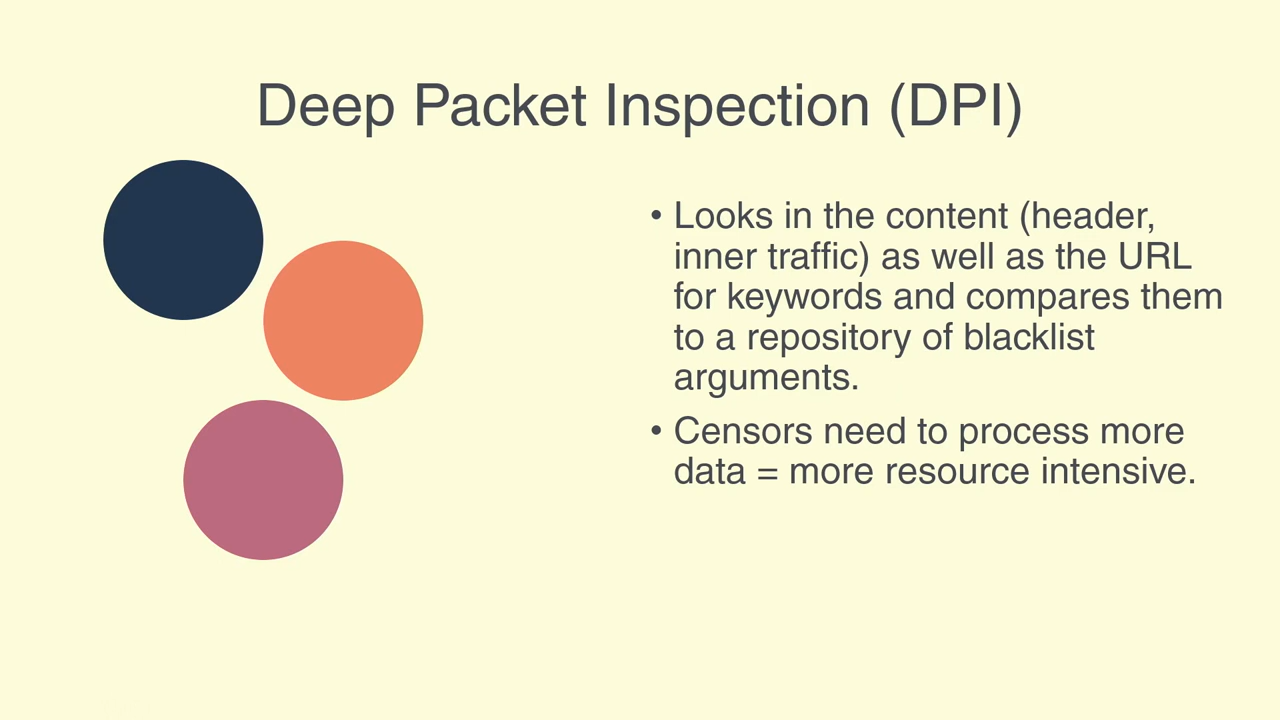 Deep Packet Inspection (DPI)
• Looks in the content (header,
inner traffic) as well as the URL
for keywords and compares them
to a repository of blacklist
arguments.
• Censors need to process more
data = more resource intensive.